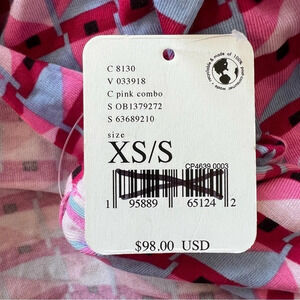 C 8130
V 033918
C pink combo
S OB1379272
S 63689210
size
XS/S
CP4639 0003
1 95889 65124 2
$98.00 USD